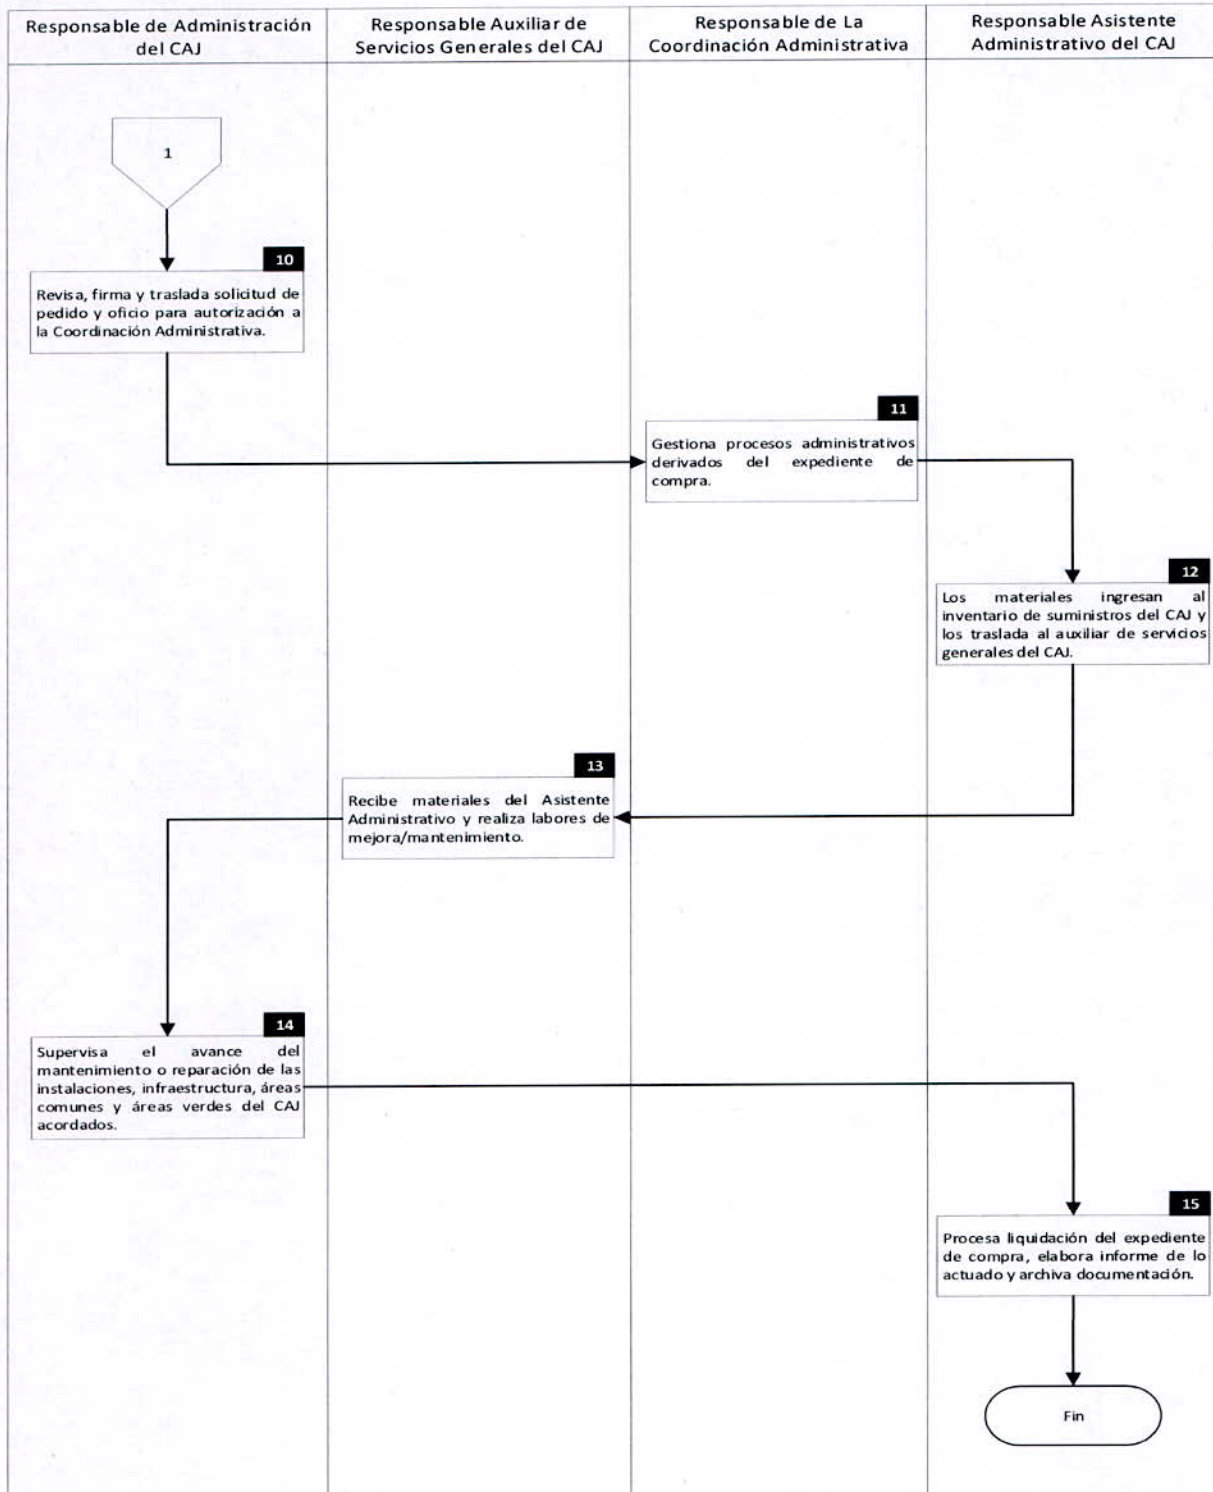 Responsable de Administración
del CAJ
Responsable Auxiliar de
Servicios Generales del CAJ
Responsable de La
Coordinación Administrativa
Responsable Asistente
Administrativo del CAJ
1
10
Revisa, firma y traslada solicitud de
pedido y oficio para autorización a
la Coordinación Administrativa.
11
Gestiona procesos administrativos
derivados del expediente de
compra.
12
Los materiales ingresan al
inventario de suministros del CAJ y
los traslada al auxiliar de servicios
generales del CAJ.
13
Recibe materiales del Asistente
Administrativo y realiza labores de
mejora/mantenimiento.
14
Supervisa el avance del
mantenimiento o reparación de las
instalaciones, infraestructura, áreas
comunes y áreas verdes del CAJ
acordados.
15
Procesa liquidación del expediente
de compra, elabora informe de lo
actuado y archiva documentación.
Fin